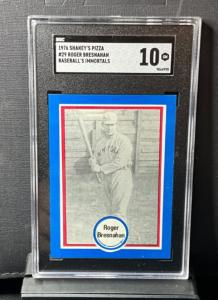 SGC
1976 SHAKEY'S PIZZA
#29 ROGER BRESNAHAN
BASEBALL'S IMMORTALS
10
Roger
Bresnahan